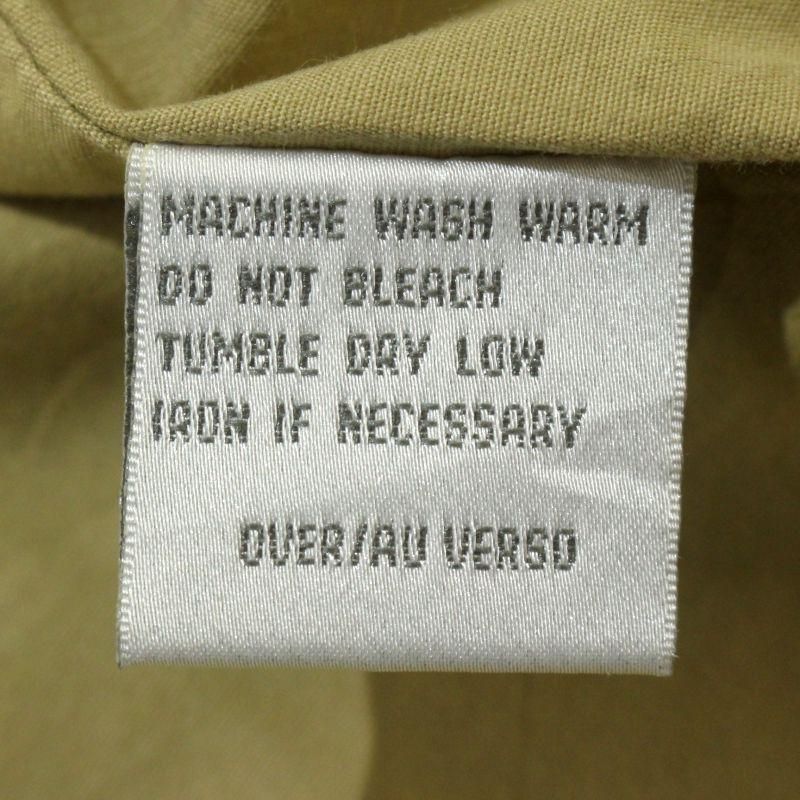 MACHINE WASH WARM
DO NOT BLEACH
TUMBLE DRY LOW
IRON IF NECESSARY
OVER/AU VERSO